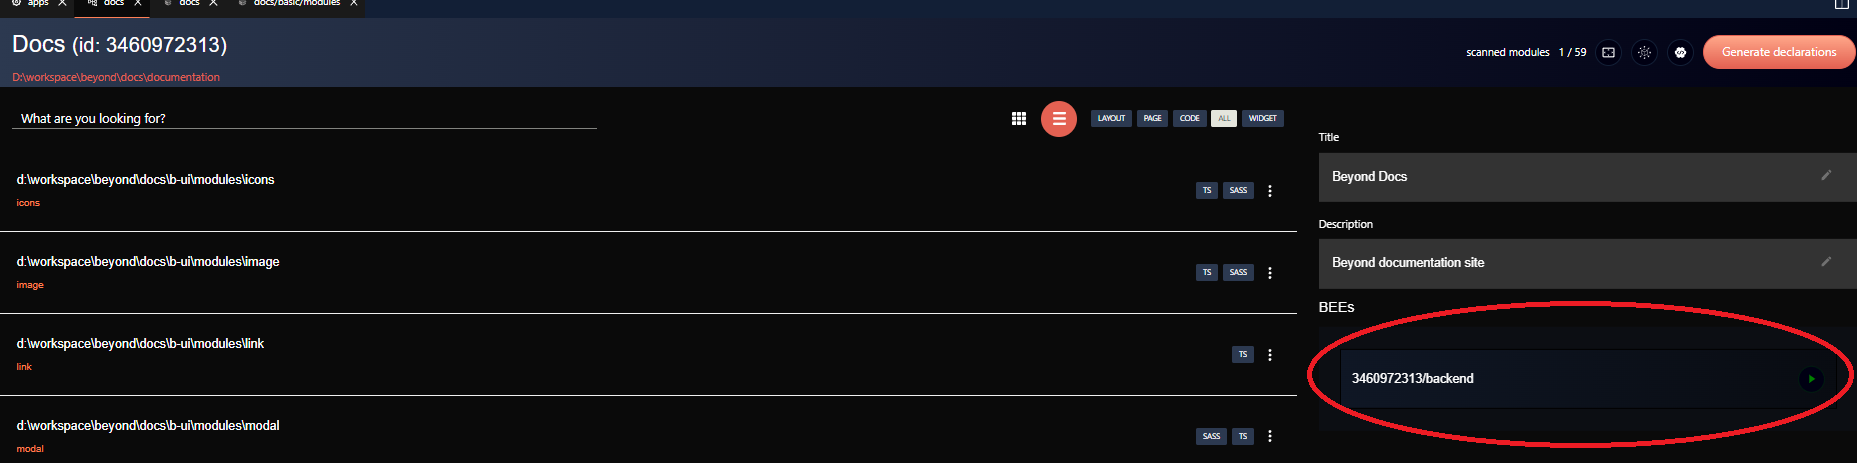 apps
docs
docs
docs/basic/modules
Docs (id: 3460972313)
D:\workspace\beyond\docs\documentation
scanned modules 1 / 59
Generate declarations
What are you looking for?
LAYOUT
PAGE
CODE
ALL
WIDGET
d:\workspace\beyond\docs\b-ui\modules\icons
icons
TS
SASS
d:\workspace\beyond\docs\b-ui\modules\image
image
TS
SASS
d:\workspace\beyond\docs\b-ui\modules\link
link
TS
d:\workspace\beyond\docs\b-ui\modules\modal
modal
SASS
TS
Title
Beyond Docs
Description
Beyond documentation site
BEEs
3460972313/backend